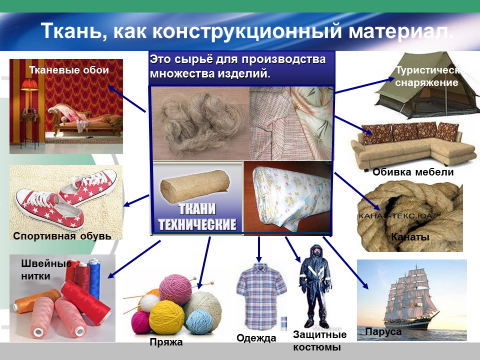 Ткань, как конструкционный материал.
Это сырьё для производства
множества изделий.
Тканевые обои
Туристическ
снаряжение
Обивка мебели
ТКАНИ
ТЕХНИЧЕСКИЕ
Спортивная обувь
Канаты
Швейные
нитки
Пряжа
Одежда
Защитные
костюмы
Паруса